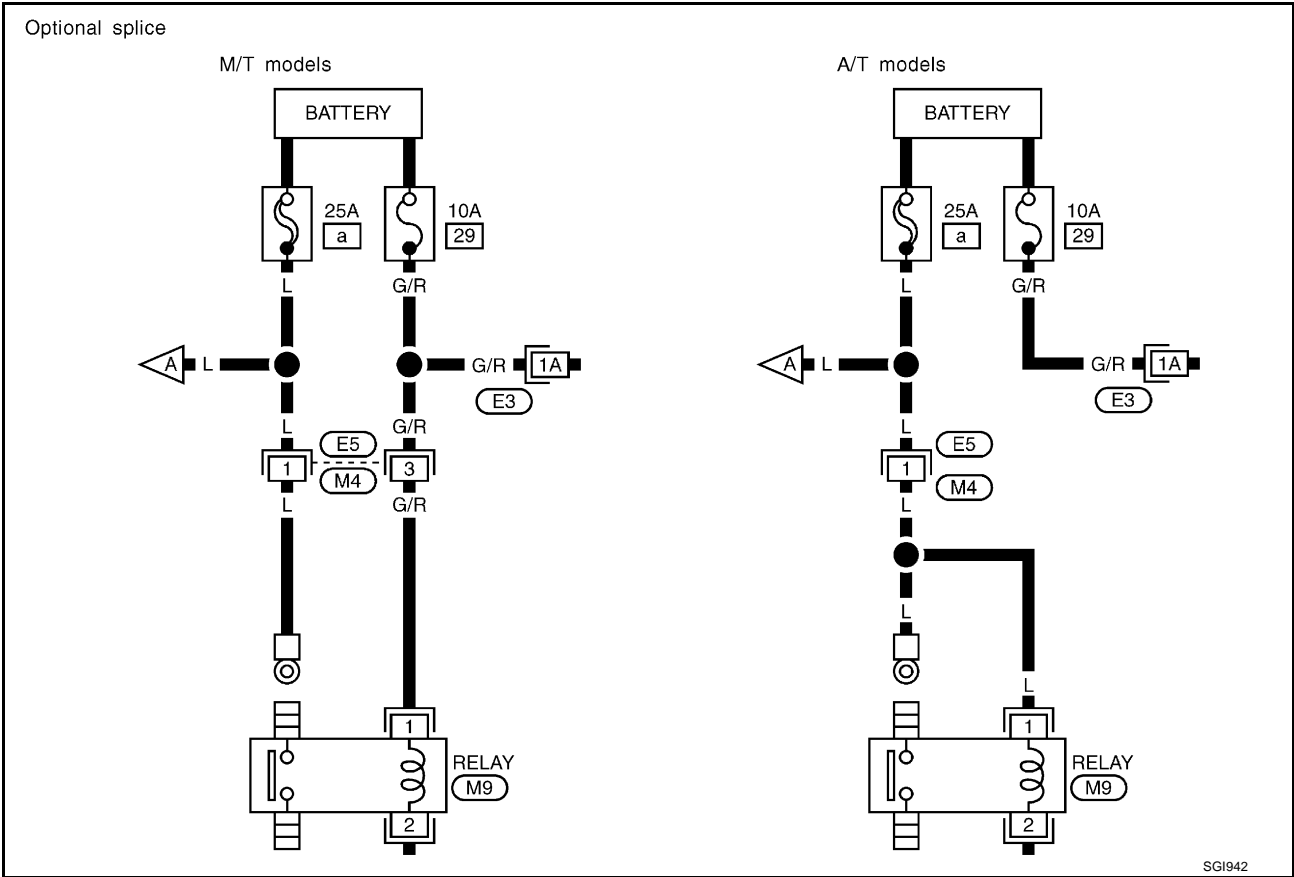 Optional splice
M/T models
BATTERY
25A
a
10A
29
L
G/R
A
L
G/R
1A
E3
L
G/R
1
E5
M4
3
L
G/R
1
RELAY
M9
2
A/T models
BATTERY
25A
a
10A
29
L
G/R
A
L
G/R
1A
E3
L
1
E5
M4
L
L
L
1
RELAY
M9
2
SGI942